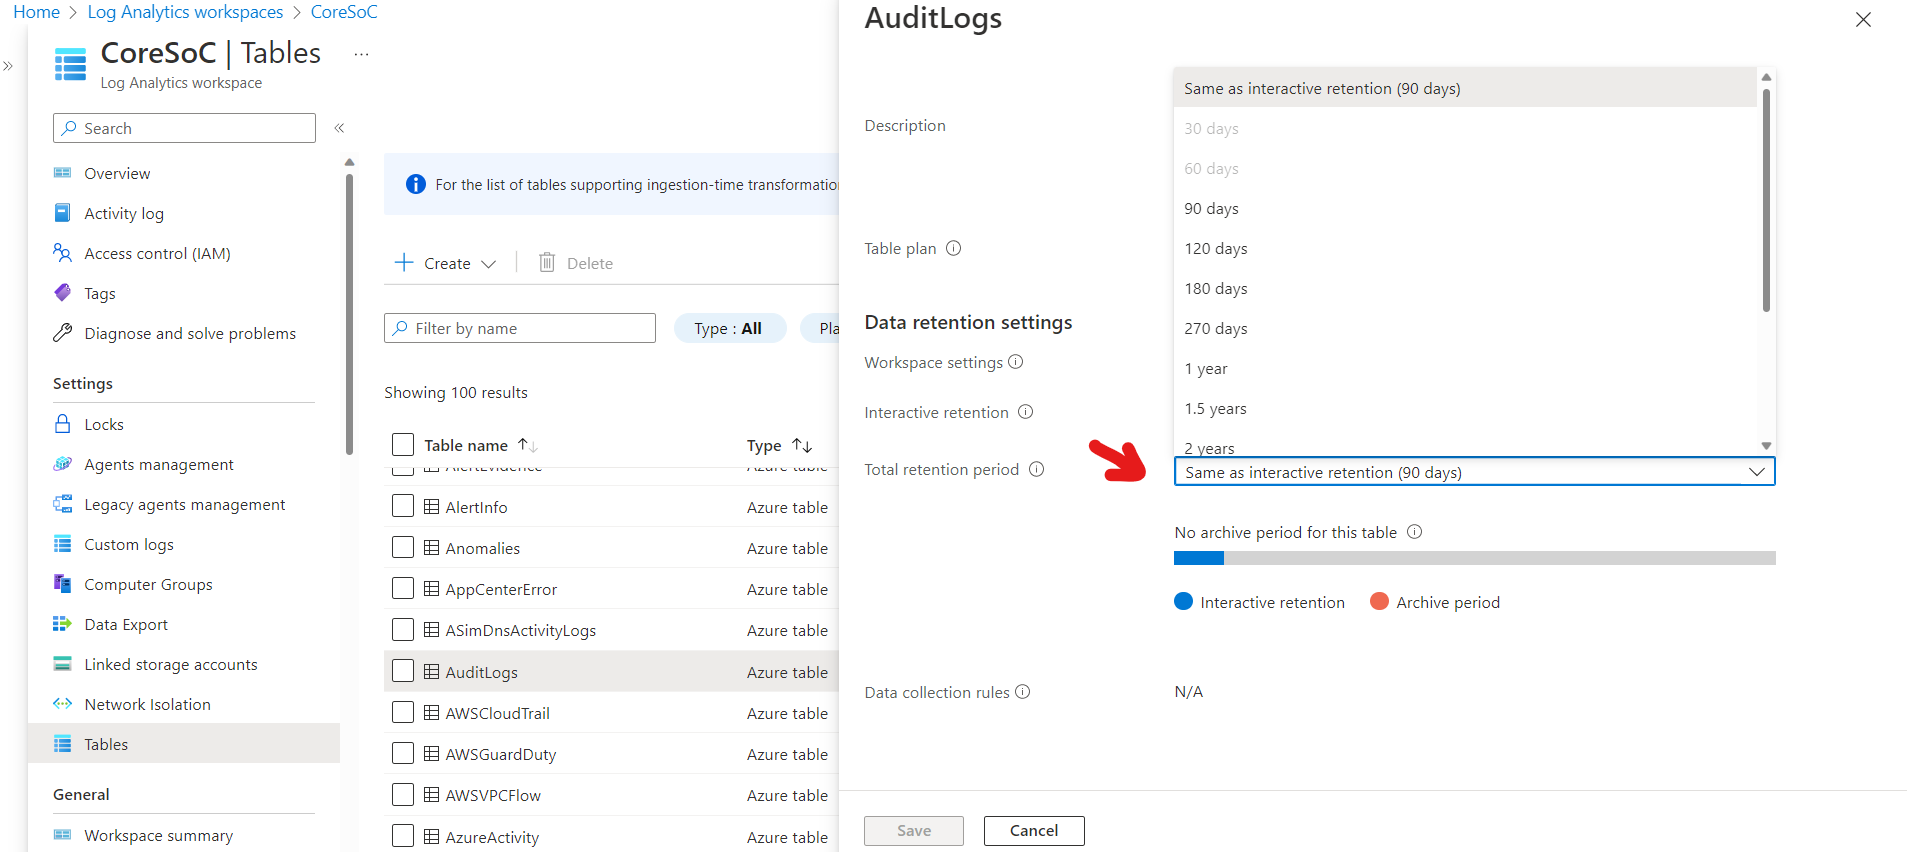 Home > Log Analytics workspaces > CoreSoC
CoreSoC | Tables ...
Log Analytics workspace
Search
Overview
Activity log
Access control (IAM)
Tags
Diagnose and solve problems
Settings
Locks
Agents management
Legacy agents management
Custom logs
Computer Groups
Data Export
Linked storage accounts
Network Isolation
Tables
General
Workspace summary
For the list of tables supporting ingestion-time transformation
Create
Delete
Filter by name
Type : All
Pla
Showing 100 results
Table name
Type
AlertEvidence
Azure table
AlertInfo
Azure table
Anomalies
Azure table
AppCenterError
Azure table
ASimDnsActivityLogs
Azure table
AuditLogs
Azure table
AWSCloudTrail
Azure table
AWSGuardDuty
Azure table
AWSVPCFlow
Azure table
AzureActivity
Azure table
AuditLogs
Description
Table plan
Data retention settings
Workspace settings
Interactive retention
Total retention period
Same as interactive retention (90 days)
30 days
60 days
90 days
120 days
180 days
270 days
1 year
1.5 years
2 years
Same as interactive retention (90 days)
No archive period for this table
Interactive retention
Archive period
Data collection rules
N/A
Save
Cancel